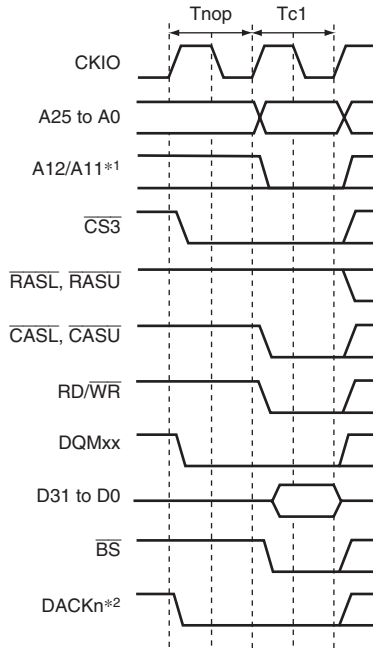 Tnop Tc1
CKIO
A25 to A0
A12/A11*1
CS3
RASL, RASU
CASL, CASU
RD/WR
DQMxx
D31 to D0
BS
DACKn*2